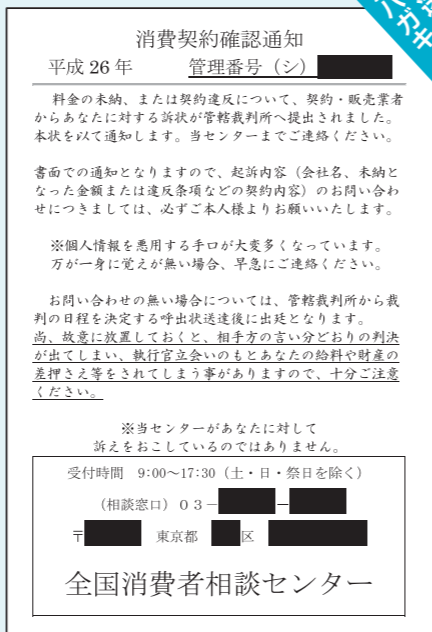 ハガキ
消費契約確認通知
平成 26 年　管理番号（シ）
料金の未納、または契約違反について、契約・販売業者
からあなたに対する訴状が管轄裁判所へ提出されました。
本状を以て通知します。当センターまでご連絡ください。
書面での通知となりますので、起訴内容（会社名、未納と
なった金額または違反条項などの契約内容）のお問い合わ
せにつきましては、必ずご本人様よりお願いいたします。
※個人情報を悪用する手口が大変多くなっています。
万が一身に覚えが無い場合、早急にご連絡ください。
お問い合わせの無い場合については、管轄裁判所から裁
判の日程を決定する呼出状送達後に出廷となります。
尚、故意に放置しておくと、相手方の言い分どおりの判決
が出てしまい、執行官立会いのもとあなたの給料や財産の
差押さえ等をされてしまう事がありますので、十分ご注意
ください。
※当センターがあなたに対して
訴えをおこしているのではありません。
受付時間　9:00～17:30（土・日・祭日を除く）
（相談窓口）０３－　－
〒　東京都　区
全国消費者相談センター